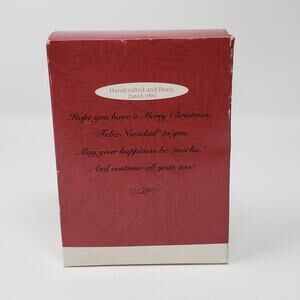 Handcrafted and Brass
Dated 1993
Hope you have a Merry Christmas,
"Feliz Navidad" to you.
May your happiness be "mucha,"
And continue all year, too!